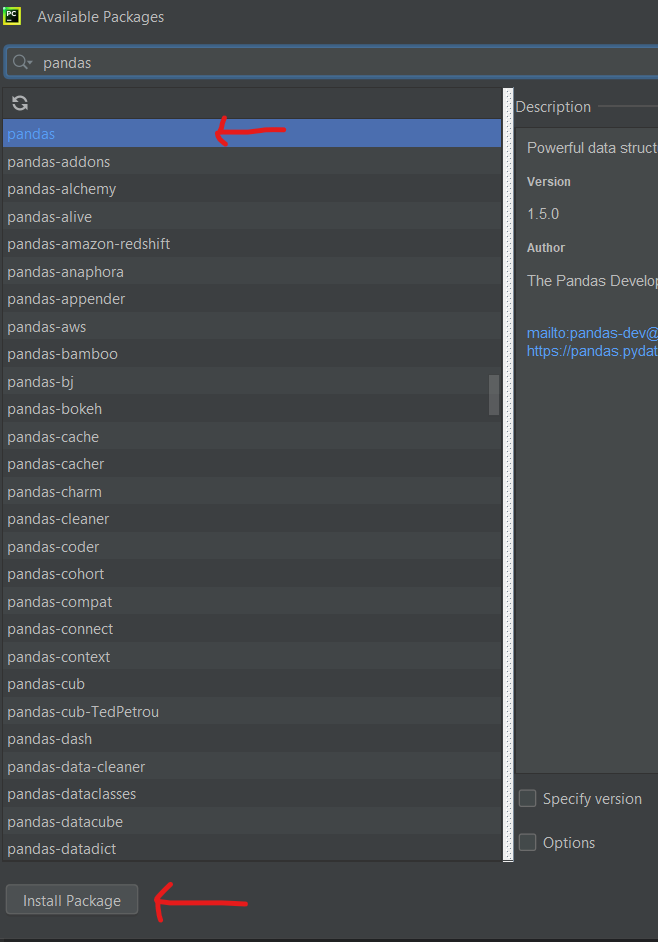 PC
Available Packages
pandas
Description
pandas
pandas-addons
pandas-alchemy
pandas-alive
pandas-amazon-redshift
pandas-anaphora
pandas-appender
pandas-aws
pandas-bamboo
pandas-bj
pandas-bokeh
pandas-cache
pandas-cacher
pandas-charm
pandas-cleaner
pandas-coder
pandas-cohort
pandas-compat
pandas-connect
pandas-context
pandas-cub
pandas-cub-TedPetrou
pandas-dash
pandas-data-cleaner
pandas-dataclasses
pandas-datacube
pandas-datadict
Powerful data struct
Version
1.5.0
Author
The Pandas Develop
mailto:pandas-dev@
https://pandas.pydat
Specify version
Options
Install Package